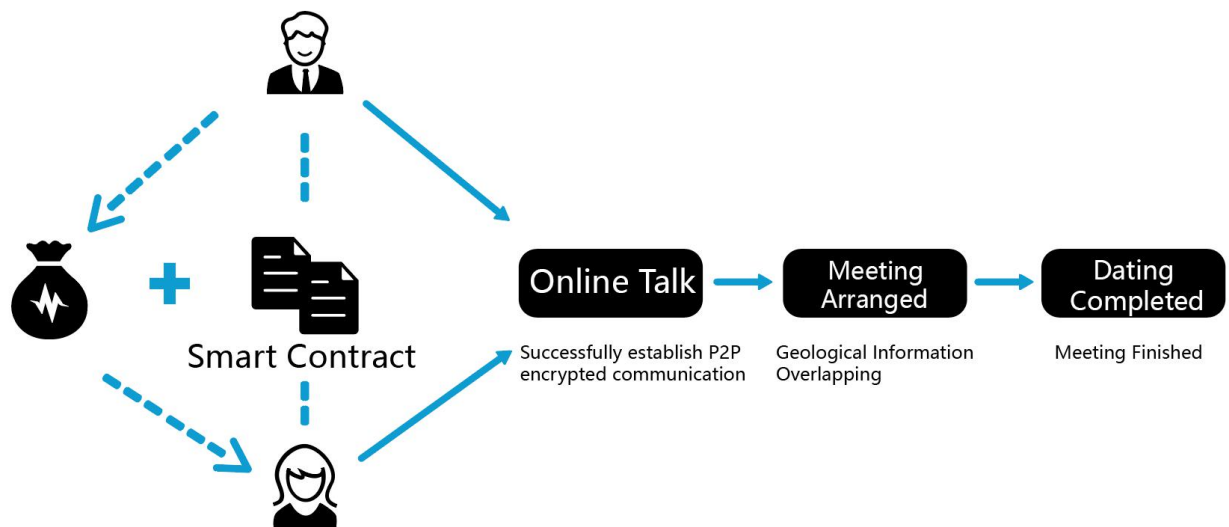 Smart Contract
Online Talk
Successfully establish P2P
encrypted communication
Meeting
Arranged
Geological Information
Overlapping
Dating
Completed
Meeting Finished